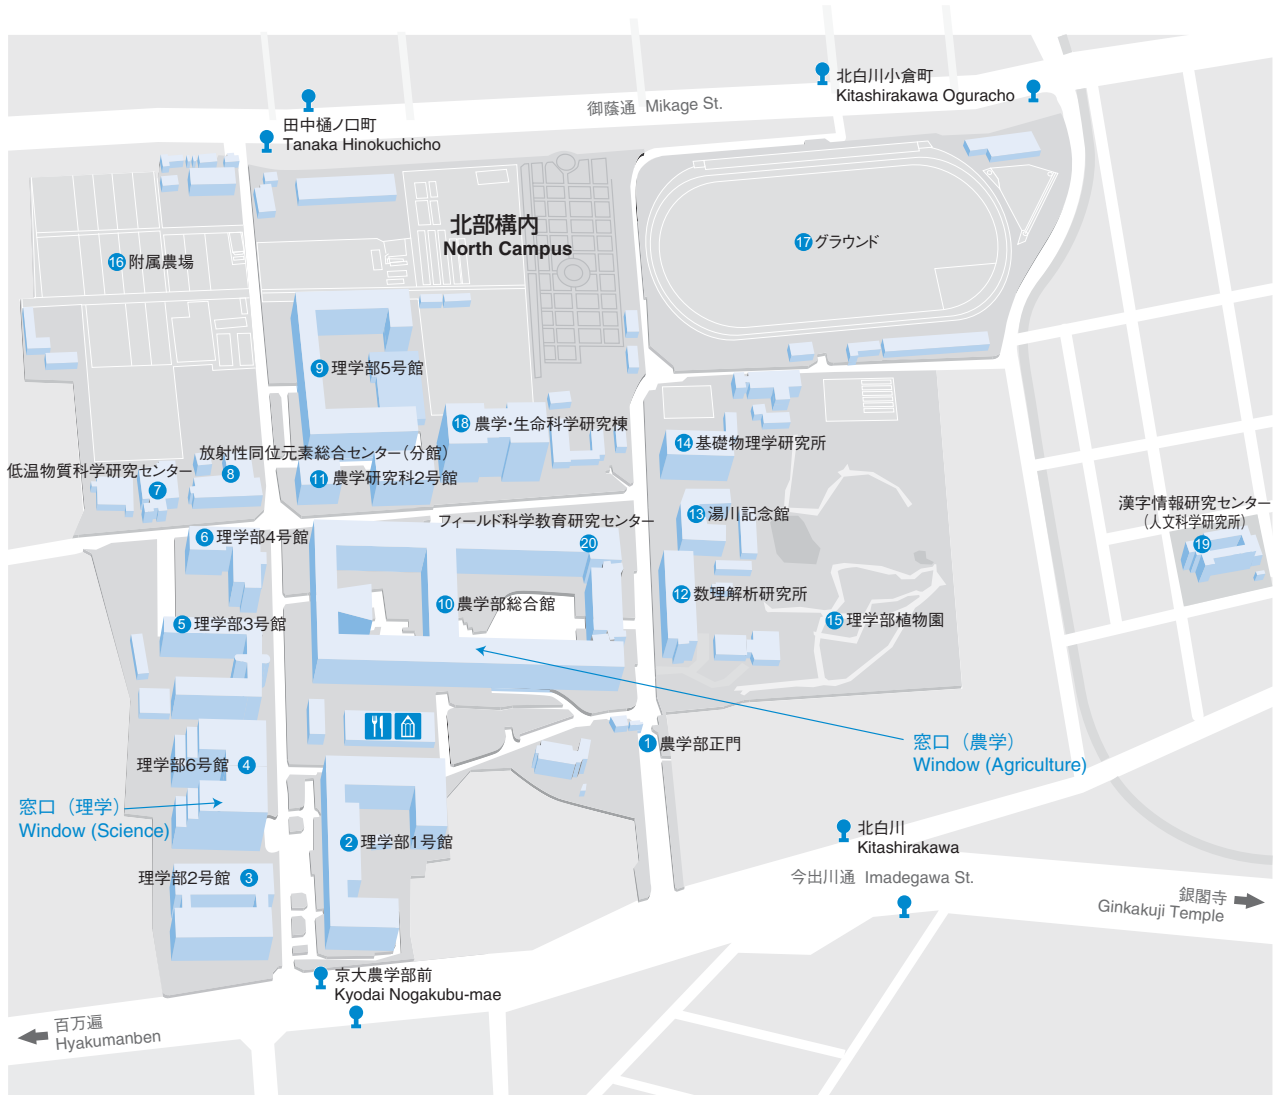 北白川小倉町
Kitashirakawa Oguracho
御蔭通 Mikage St.
田中樋ノ口町
Tanaka Hinokuchicho
北部構内
North Campus
17 グラウンド
16 附属農場
9 理学部5号館
18 農学・生命科学研究棟
14 基礎物理学研究所
放射性同位元素総合センター（分館）
8
低温物質科学研究センター
7
11 農学研究科2号館
漢字情報研究センター
（人文科学研究所）
19
13 湯川記念館
フィールド科学教育研究センター
20
6 理学部4号館
12 数理解析研究所
10 農学部総合館
15 理学部植物園
5 理学部3号館
1 農学部正門
窓口（農学）
Window (Agriculture)
理学部6号館 4
窓口（理学）
Window (Science)
2 理学部1号館
北白川
Kitashirakawa
理学部2号館 3
今出川通 Imadegawa St.
銀閣寺
Ginkakuji Temple
京大農学部前
Kyodai Nogakubu-mae
百万遍
Hyakumanben